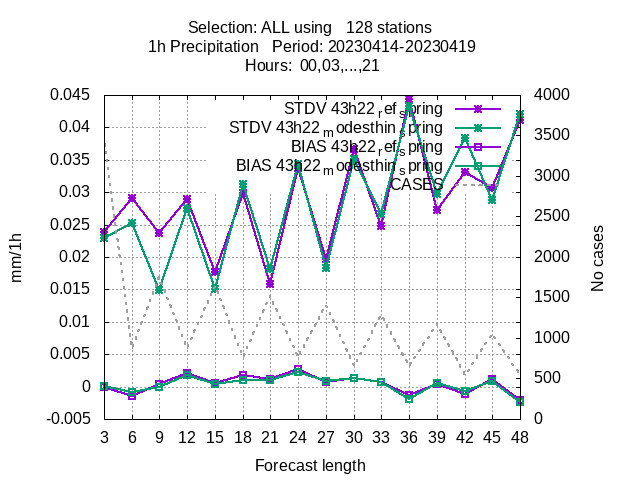 Selection: ALL using   128 stations
1h Precipitation   Period: 20230414-20230419
Hours:  00,03,...,21
STDV 43h22_ref_spring
STDV 43h22_modesthin_spring
BIAS 43h22_ref_spring
BIAS 43h22_modesthin_spring
CASES
0.045
0.04
0.035
0.03
0.025
0.02
0.015
0.01
0.005
0
-0.005
mm/1h
4000
3500
3000
2500
2000
1500
1000
500
0
No cases
3 6 9 12 15 18 21 24 27 30 33 36 39 42 45 48
Forecast length